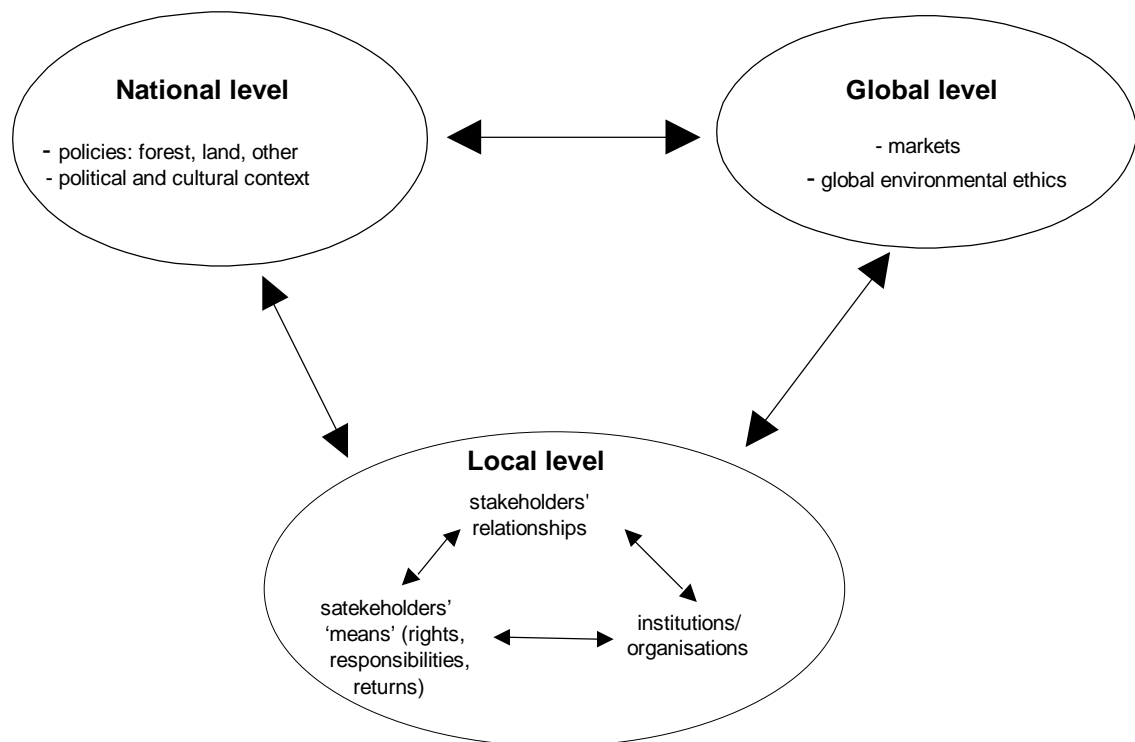 National level
- policies: forest, land, other
- political and cultural context
Global level
- markets
- global environmental ethics
Local level
stakeholders'
relationships
satekeholders’
‘means’ (rights,
responsibilities,
returns)
institutions/
organisations